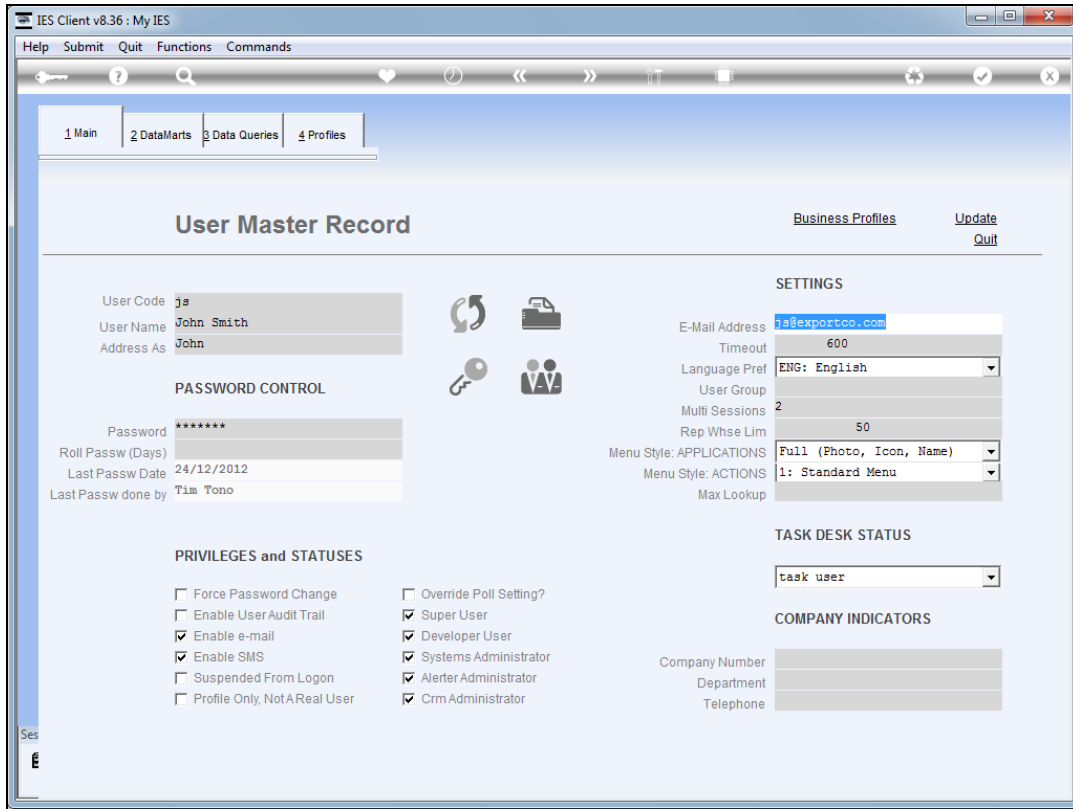 IES Client v8.36 : My IES
Help Submit Quit Functions Commands
1 Main 2 DataMarts 3 Data Queries 4 Profiles
User Master Record
Business Profiles Update
Quit
User Code js
User Name John Smith
Address As John
PASSWORD CONTROL
Password *******
Roll Passw (Days)
Last Passw Date 24/12/2012
Last Passw done by Tim Tono
SETTINGS
E-Mail Address js@exportco.com
Timeout 600
Language Pref ENG: English
User Group
Multi Sessions 2
Rep Whse Lim 50
Menu Style: APPLICATIONS Full (Photo, Icon, Name)
Menu Style: ACTIONS 1: Standard Menu
Max Lookup
PRIVILEGES and STATUSES
Force Password Change Override Poll Setting?
Enable User Audit Trail Super User
Enable e-mail Developer User
Enable SMS Systems Administrator
Suspended From Logon Alerter Administrator
Profile Only, Not A Real User Crm Administrator
TASK DESK STATUS
task user
COMPANY INDICATORS
Company Number
Department
Telephone
Ses